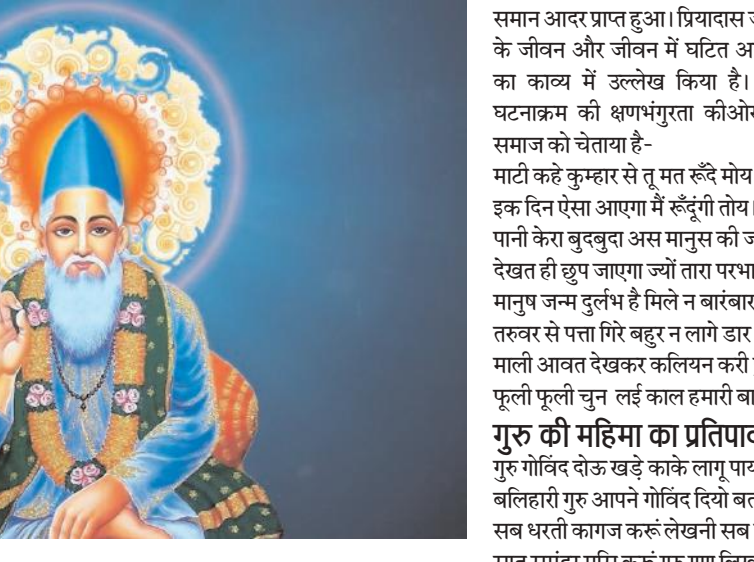 समान आदर प्राप्त हुआ। प्रियादास
के जीवन और जीवन में घटित
का काव्य में उल्लेख किया है।
घटनाक्रम की क्षणभंगुरता कीओर
समाज को चेताया है-
माटी कहे कुम्हार से तू मत रूँदे मोय
इक दिन ऐसा आएगा मैं रूँदूंगी तोय।
पानी केरा बुदबुदा अस मानुस की
देखत ही छुप जाएगा ज्यों तारा
मानुष जन्म दुर्लभ है मिले न बारंबार
तरुवर से पत्ता गिरे बहुर न लागे डार
माली आवत देखकर कलियन करी
फूली फूली चुन लई काल हमारी
गुरु की महिमा का
गुरु गोविंद दोऊ खड़े काके लागू पाय
बलिहारी गुरु आपने गोविंद दियो
सब धरती कागज करूं लेखनी सब